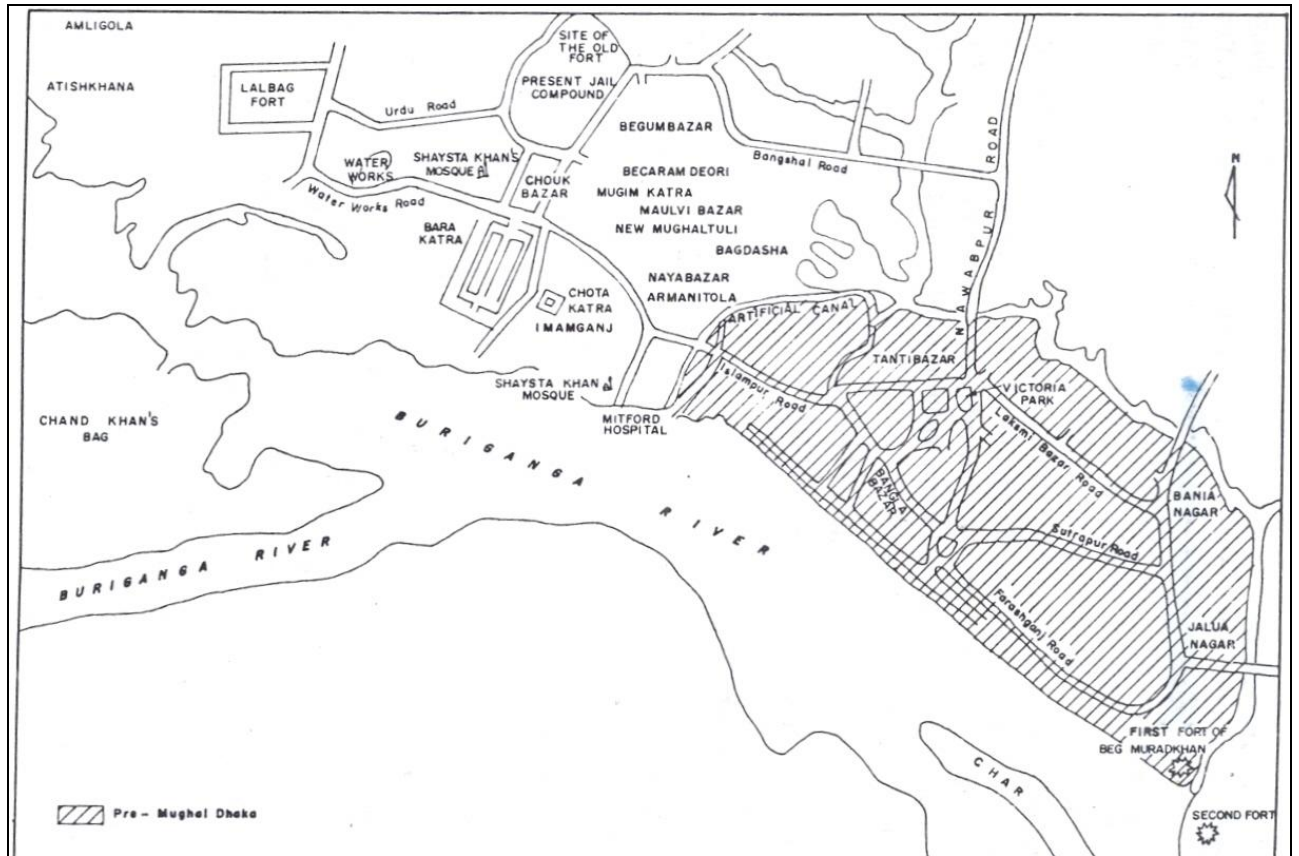 AMLIGOLA
ATISHKHANA
LALBAG
FORT
Urdu Road
SITE OF
THE OLD
FORT
PRESENT JAIL
COMPOUND
BEGUMBAZAR
Bangshal Road
NAWABPUR ROAD
N
WATER
WORKS
SHAYSTA KHAN'S
MOSQUE
CHOUK
BAZAR
BECARAM DEORI
MUGIM KATRA
MAULVI BAZAR
NEW MUGHALTULI
BAGDASHA
Water Works Road
BARA
KATRA
NAYABAZAR
ARMANITOLA
CHOTA
KATRA
IMAMGANJ
ARTIFICIAL CANAL
TANTIBAZAR
Islampur Road
VICTORIA
PARK
SHAYSTA KHAN
MOSQUE
MITFORD
HOSPITAL
CHAND KHAN'S
BAG
BURIGANGA RIVER
Laksmi Bazar Road
BANGLA
BAZAR
BANIA
NAGAR
Sutrapur Road
BURIGANGA RIVER
Farashganj Road
JALUA
NAGAR
FIRST FORT OF
BEG MURADKHAN
CHAR
SECOND FORT
Pre - Mughal Dhaka